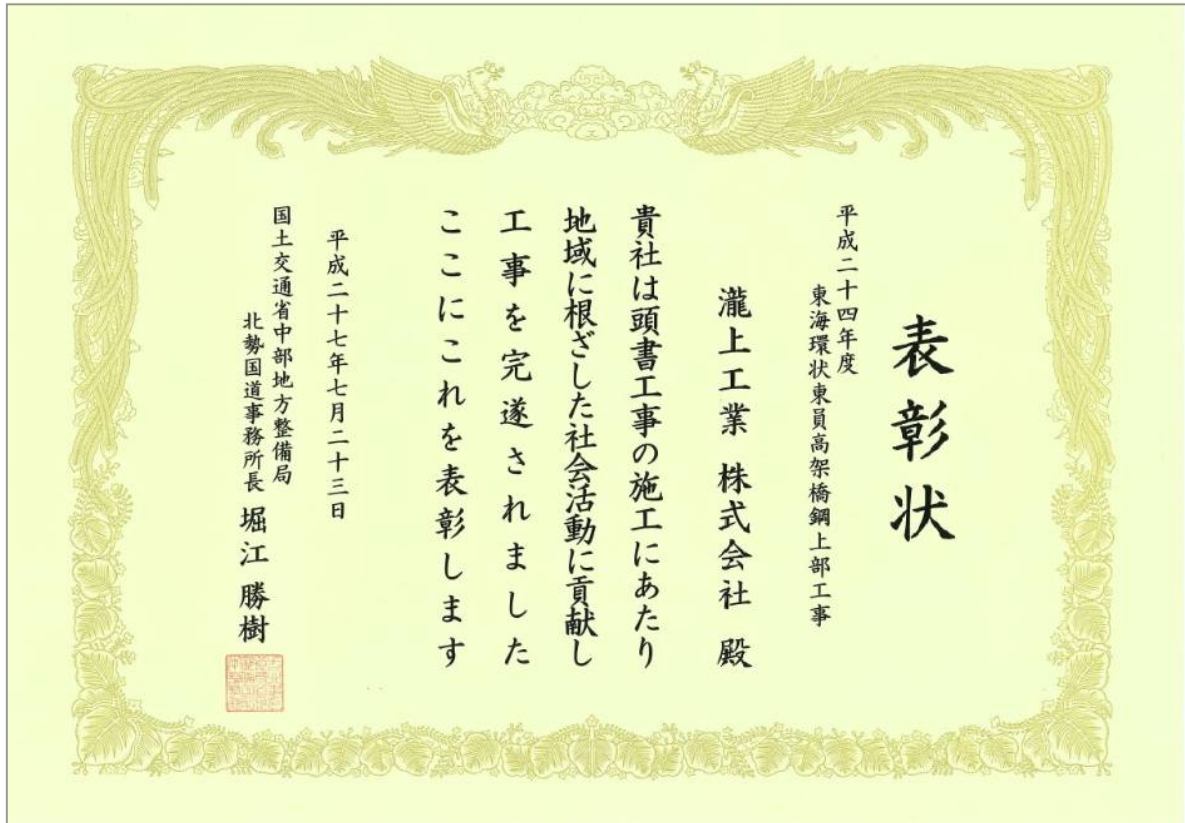 表彰状
平成二十四年度
東海環状東員高架橋鋼上部工事
瀧上工業 株式会社 殿
貴社は頭書工事の施工にあたり
地域に根ざした社会活動に貢献し
工事を完遂されました
ここにこれを表彰します
平成二十七年七月二十三日
国土交通省中部地方整備局
北勢国道事務所長 堀江 勝樹